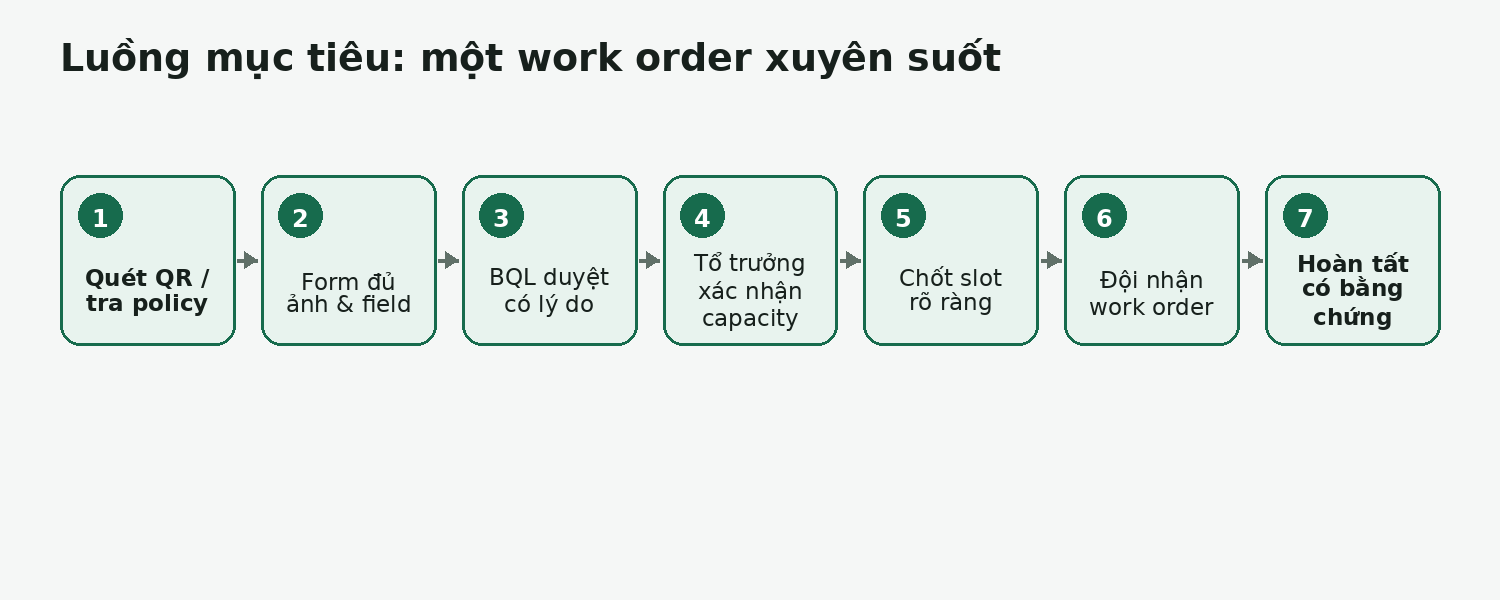 Luồng mục tiêu: một work order xuyên suốt
1
Quét QR /
tra policy
2
Form đủ
ảnh & field
3
BQL duyệt
có lý do
4
Tổ trưởng
xác nhận
capacity
5
Chốt slot
rõ ràng
6
Đội nhận
work order
7
Hoàn tất
có bằng
chứng